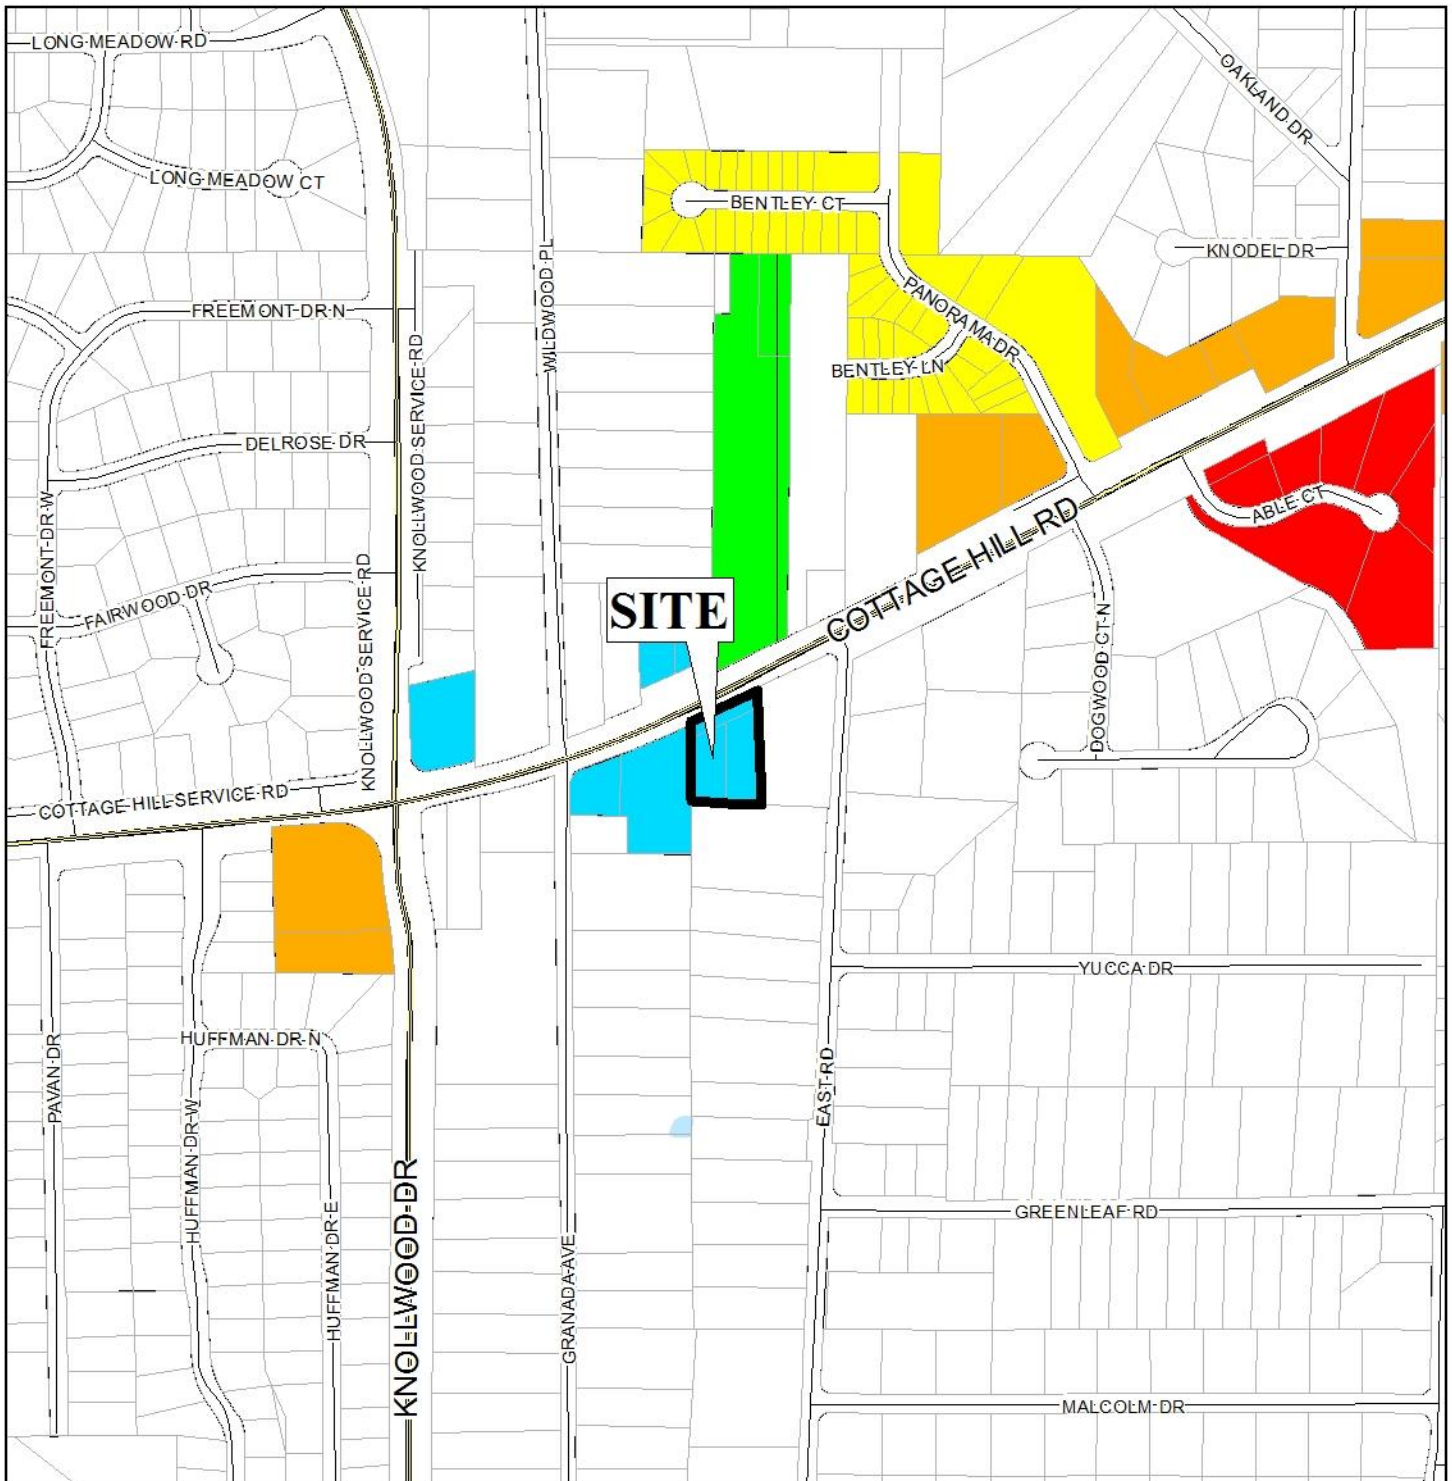 LONG MEADOW RD
OAKLAND DR
LONG MEADOW CT
BENTLEY CT
KNODEL DR
WILDWOOD PL
FREEMONT DR N
PANORAMA DR
KNOLLWOOD SERVICE RD
BENTLEY LN
DELROSE DR
ABLE CT
FREEMONT DR W
COTTAGE HILL RD
FAIRWOOD DR
SITE
KNOLLWOOD SERVICE RD
DOGWOOD CT N
COTTAGE HILL SERVICE RD
YUCCA DR
PAVAN DR
HUFFMAN DR N
EAST RD
HUFFMAN DR W
GREENLEAF RD
HUFFMAN DR E
KNOLLWOOD DR
GRANADA AVE
MALCOLM DR